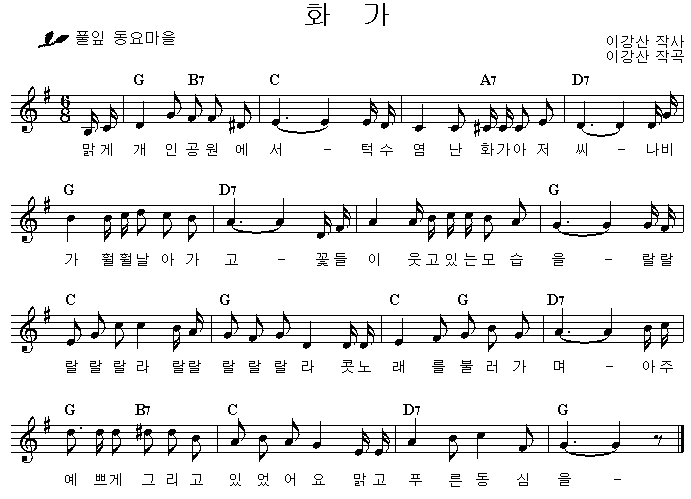 화 가
풀잎 동요마을
이강산 작사
이강산 작곡
G B7 C A7 D7
6
8
맑 게 개 인 공 원 에 서 - 턱 수 염 난 화가아 저 씨 - 나비
G D7 G
가 훨훨날 아 가 고 - 꽃들 이 웃고있는모 습 을 - 랄랄
C G C G D7
랄 랄 랄 라 랄랄 랄 랄 랄 라 콧노 래 를 불 러 가 며 - 아주
G B7 C G D7 G
예 쁘게 그 리 고 있 었 어 요 맑고 푸 른 동 심 을 -